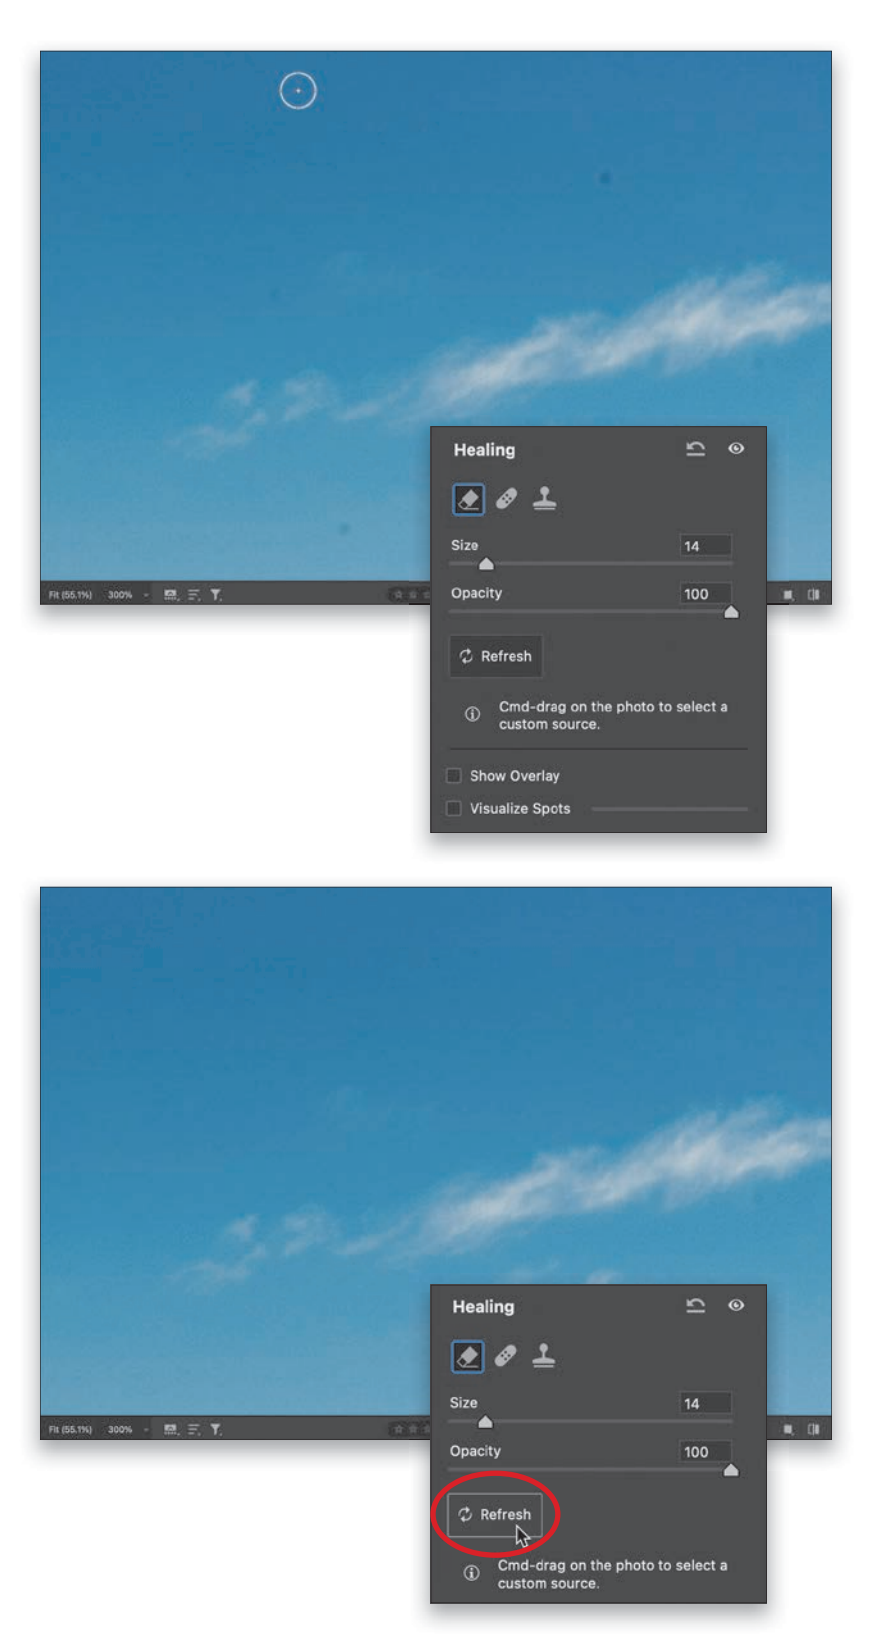 Healing
Size
14
Fit (55.1%) 300%
Opacity
100
Refresh
Cmd-drag on the photo to select a
custom source.
Show Overlay
Visualize Spots
Healing
Size
14
Fit (55.1%) 300%
Opacity
100
Refresh
Cmd-drag on the photo to select a
custom source.